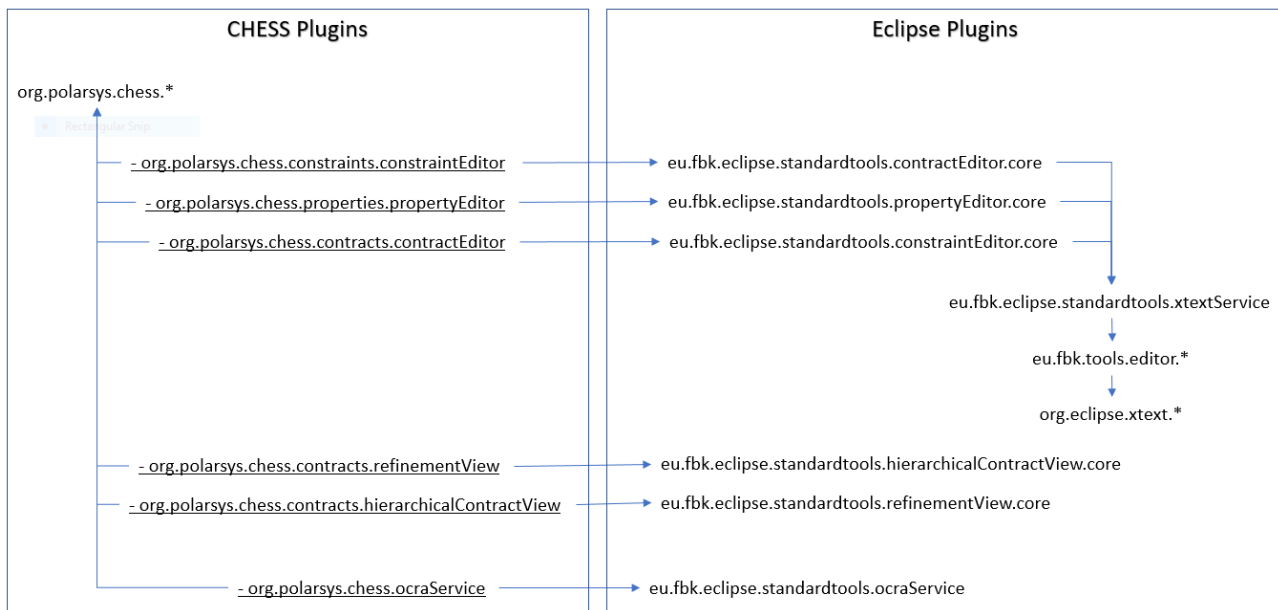 CHESS Plugins
Eclipse Plugins
org.polarsys.chess.*
Rectangular Snip
- org.polarsys.chess.constraints.constraintEditor
eu.fbk.eclipse.standardtools.contractEditor.core
- org.polarsys.chess.properties.propertyEditor
eu.fbk.eclipse.standardtools.propertyEditor.core
- org.polarsys.chess.contracts.contractEditor
eu.fbk.eclipse.standardtools.constraintEditor.core
eu.fbk.eclipse.standardtools.xtextService
eu.fbk.tools.editor.*
org.eclipse.xtext.*
- org.polarsys.chess.contracts.refinementView
eu.fbk.eclipse.standardtools.hierarchicalContractView.core
- org.polarsys.chess.contracts.hierarchicalContractView
eu.fbk.eclipse.standardtools.refinementView.core
- org.polarsys.chess.ocraService
eu.fbk.eclipse.standardtools.ocraService